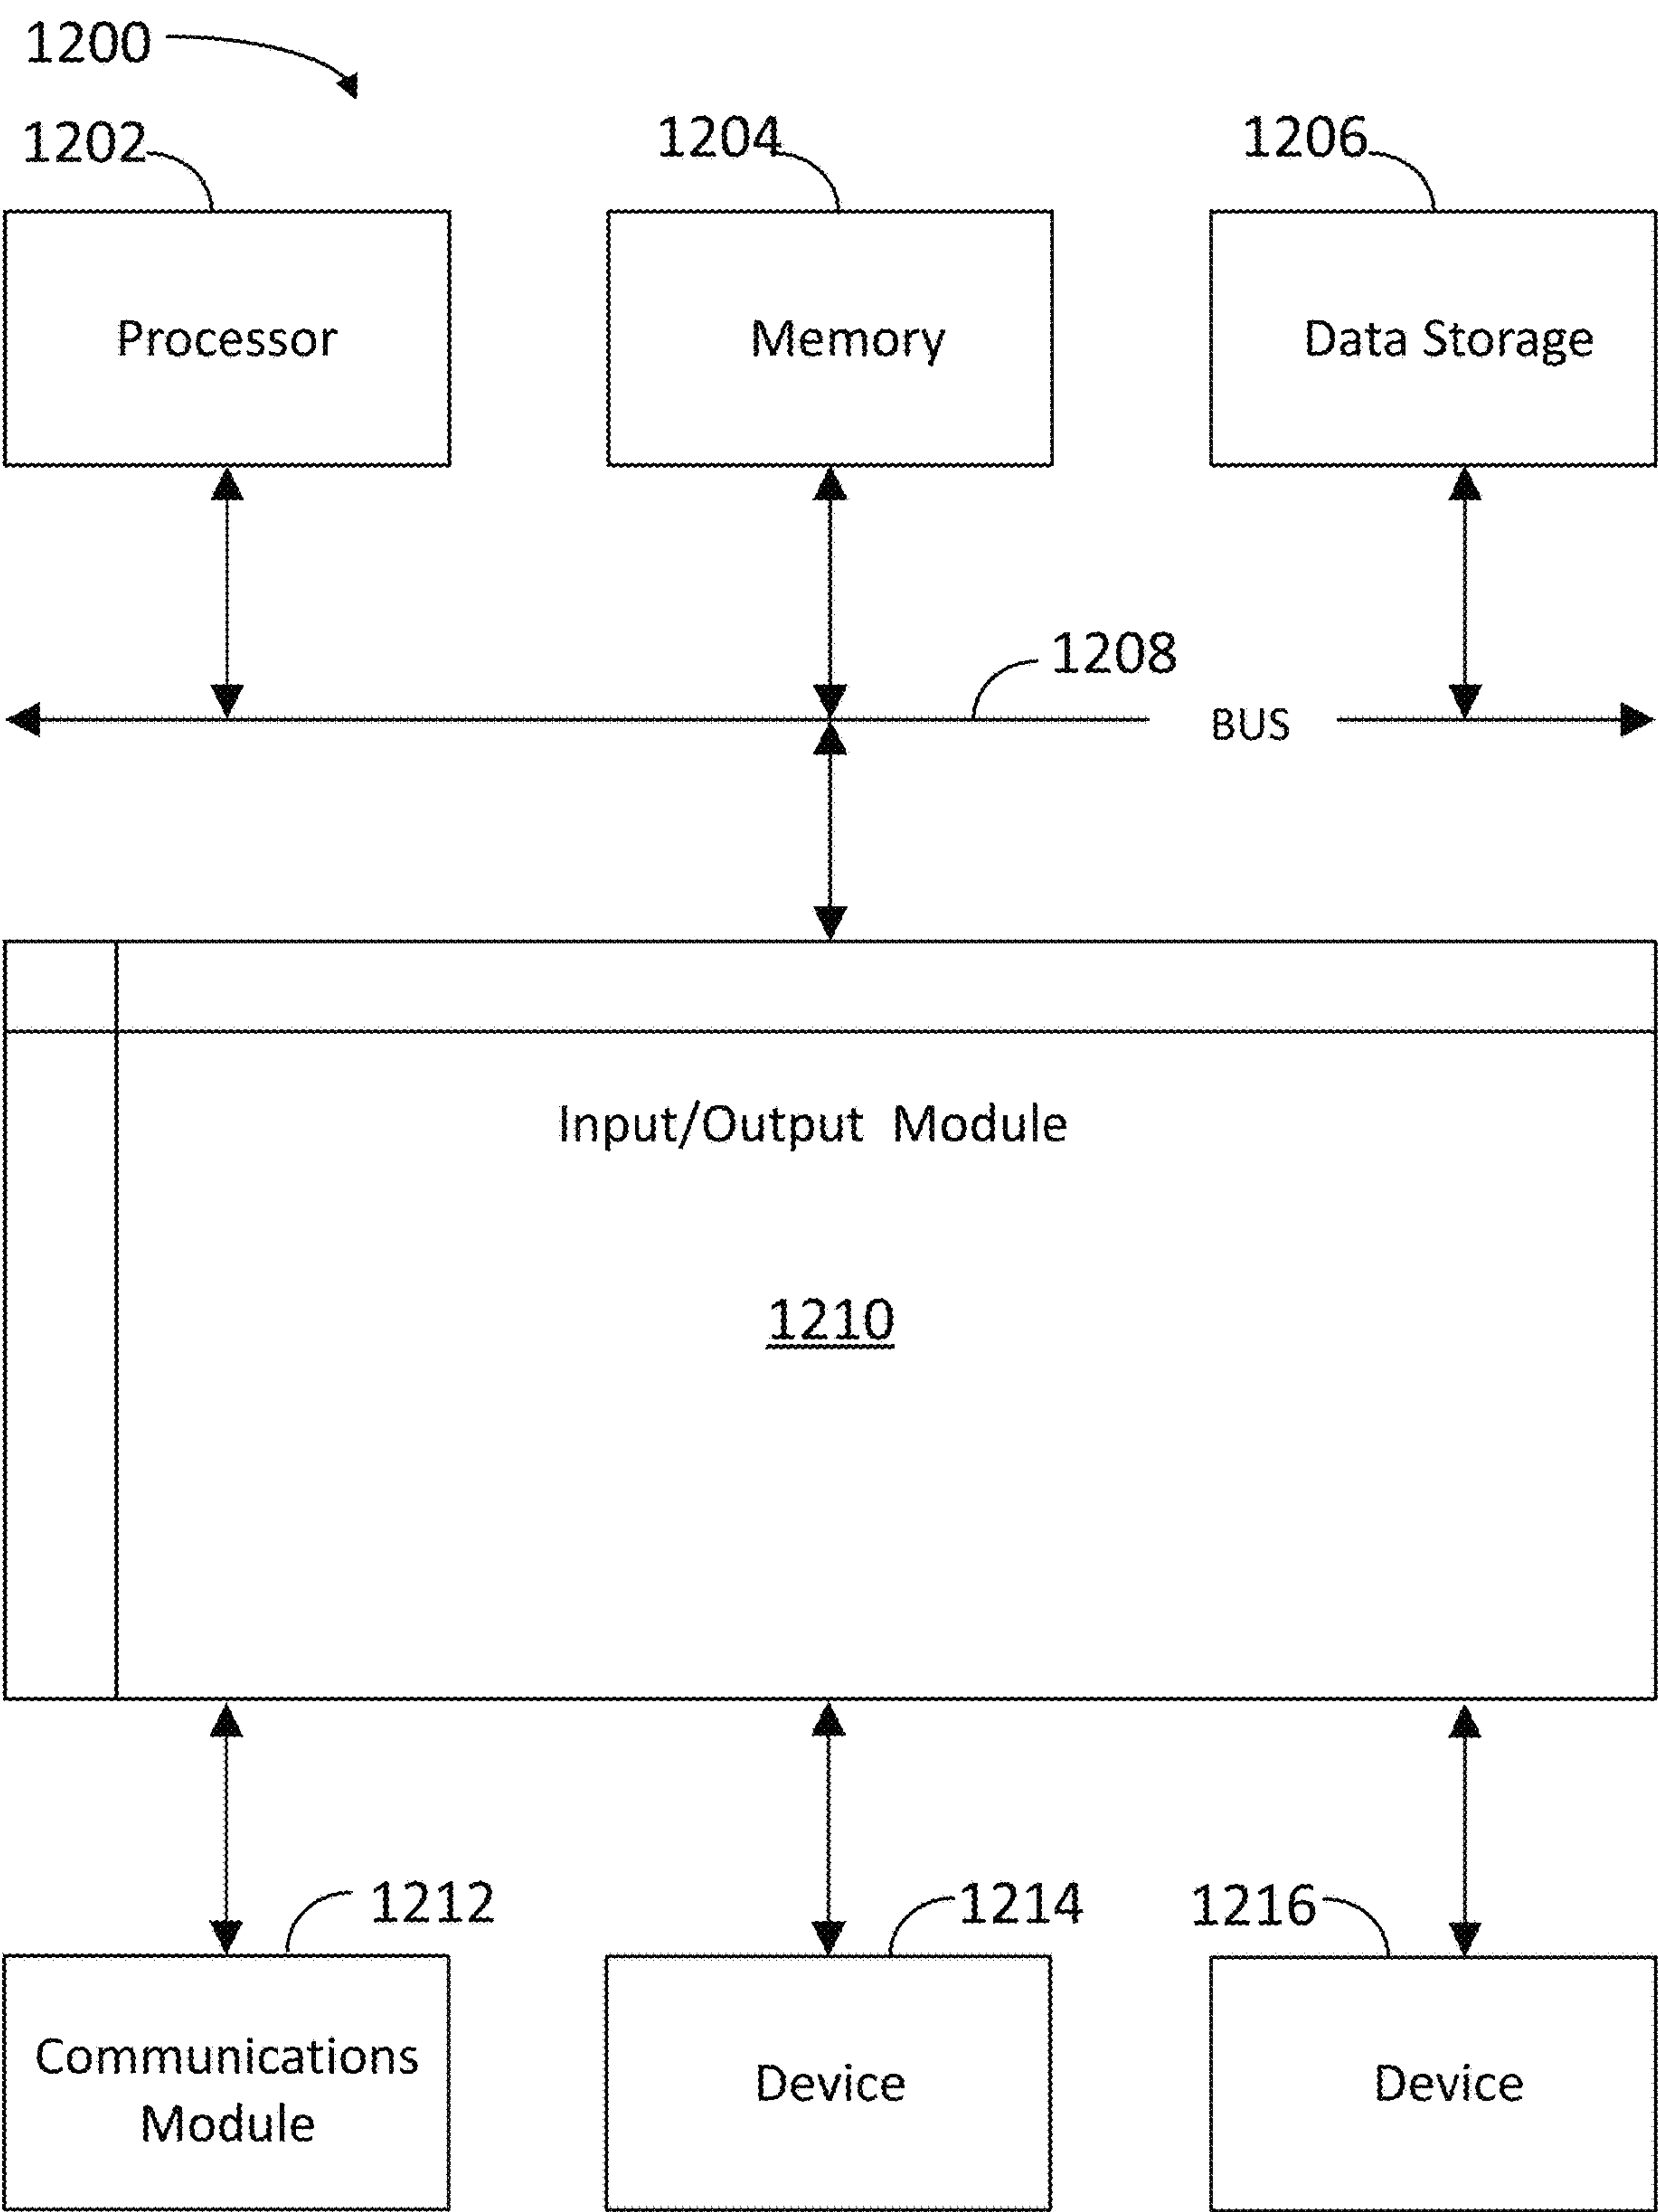 1200
1202
1204
1206
Processor
Memory
Data Storage
1208
BUS
Input/Output Module
1210
1212
1214
1216
Communications
Module
Device
Device